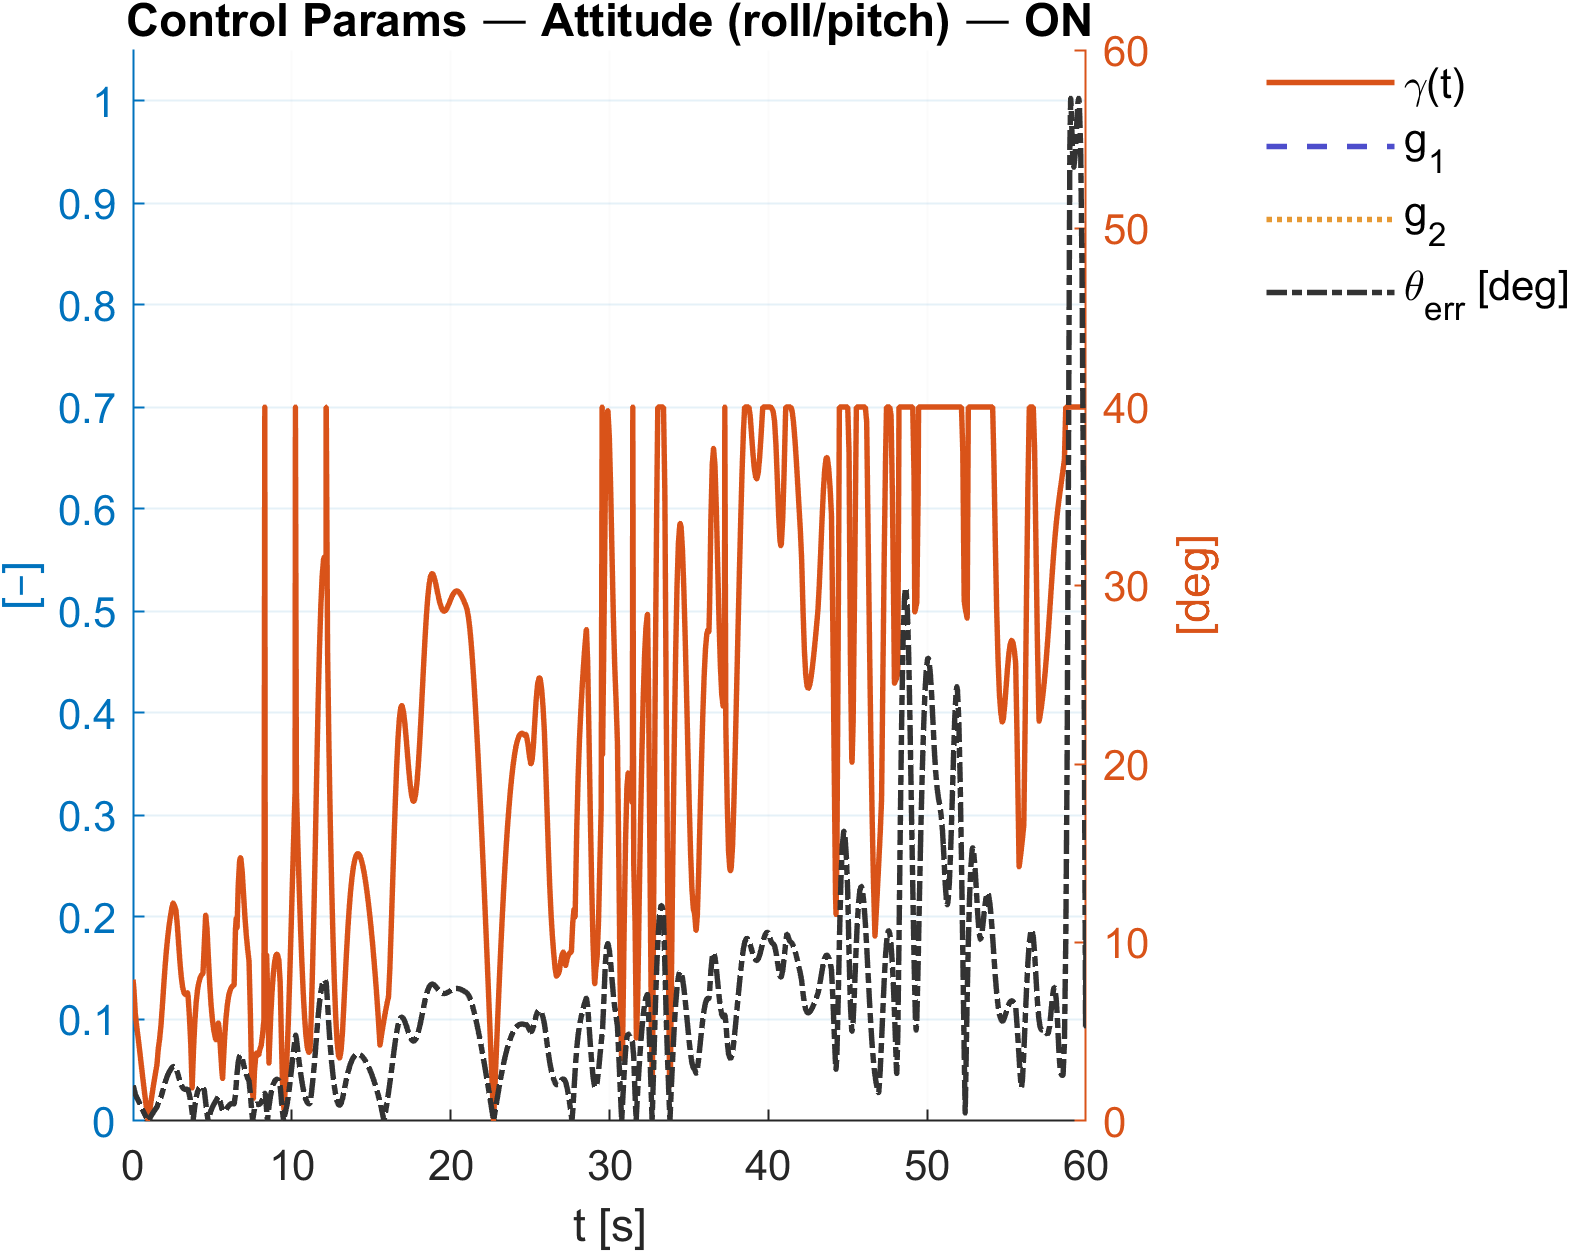 Control Params — Attitude (roll/pitch) — ON
1
0.9
0.8
0.7
0.6
0.5
0.4
0.3
0.2
0.1
0
[−]
60
50
40
30
20
10
0
[deg]
0 10 20 30 40 50 60
t [s]
γ(t)
g1
g2
θerr [deg]